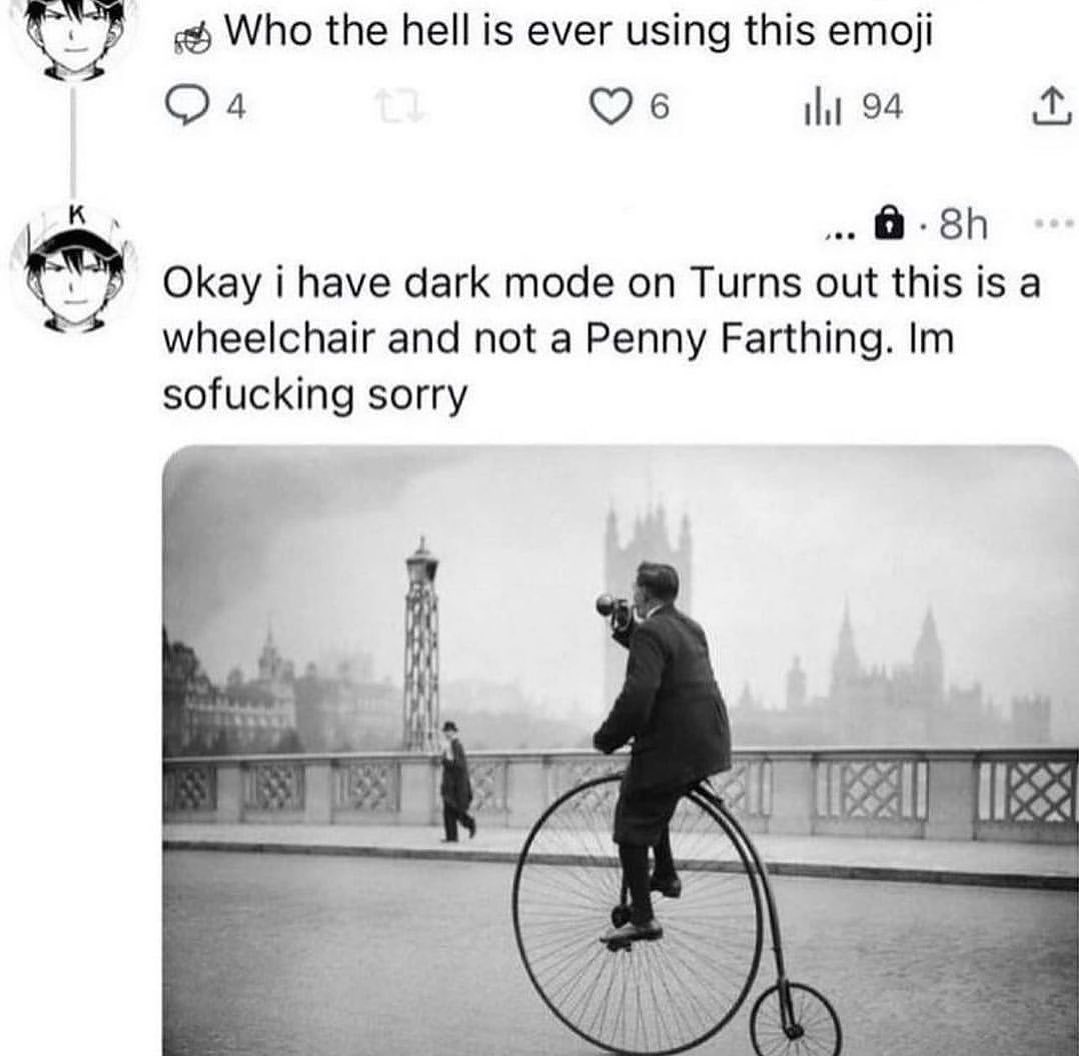 🦽 Who the hell is ever using this emoji
4 6 94
K
... 🔒 · 8h ...
Okay i have dark mode on Turns out this is a
wheelchair and not a Penny Farthing. Im
sofucking sorry